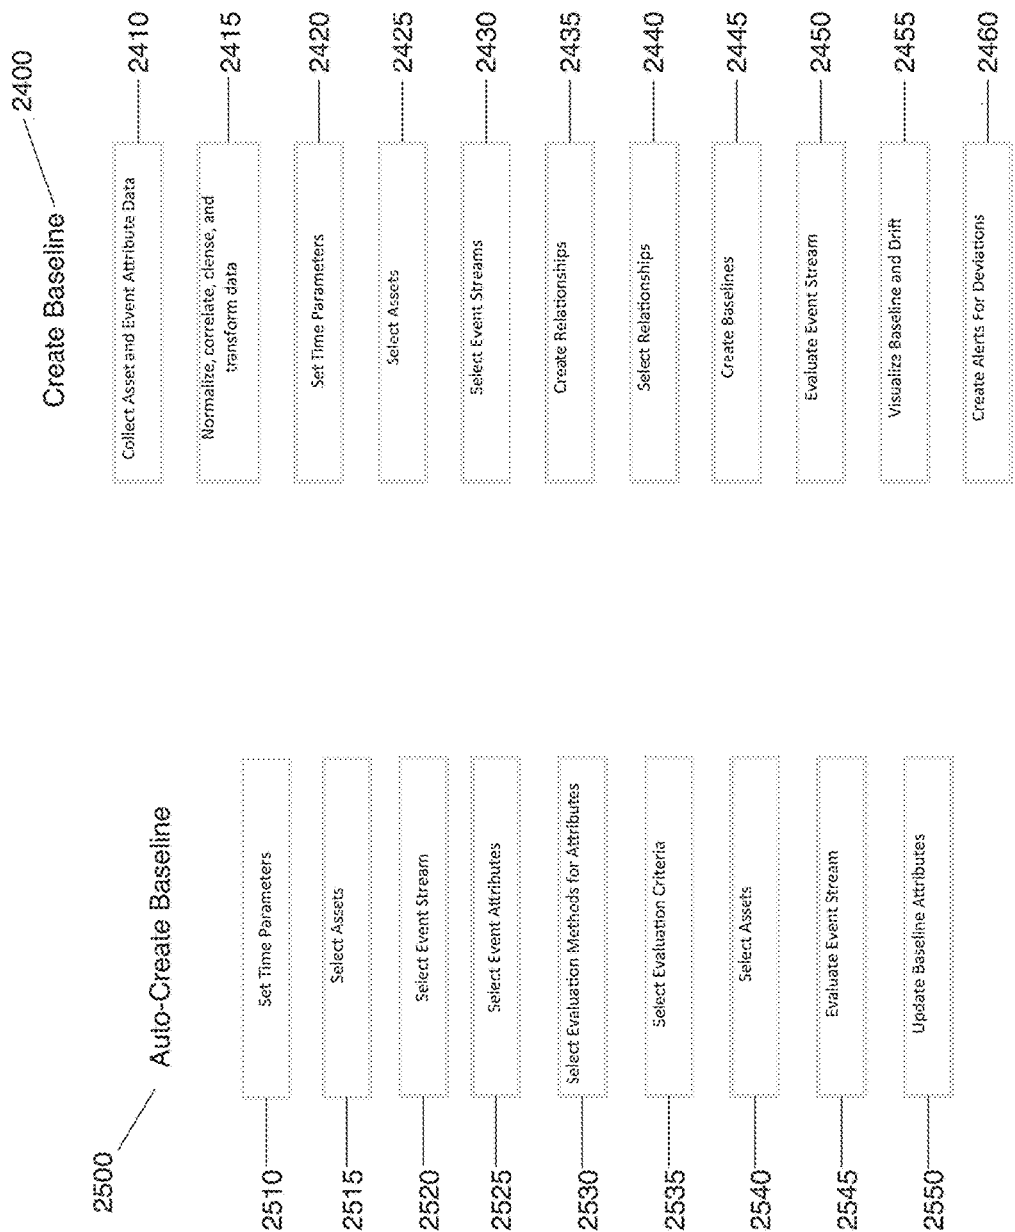 2500
Auto-Create Baseline
2510
Set Time Parameters
2515
Select Assets
2520
Select Event Stream
2525
Select Event Attributes
2530
Select Evaluation Methods for Attributes
2535
Select Evaluation Criteria
2540
Select Assets
2545
Evaluate Event Stream
2550
Update Baseline Attributes
Create Baseline
2400
Collect Asset and Event Attribute Data
2410
Normalize, correlate, clense, and
transform data
2415
Set Time Parameters
2420
Select Assets
2425
Select Event Streams
2430
Create Relationships
2435
Select Relationships
2440
Create Baselines
2445
Evaluate Event Stream
2450
Visualize Baseline and Drift
2455
Create Alerts For Deviations
2460